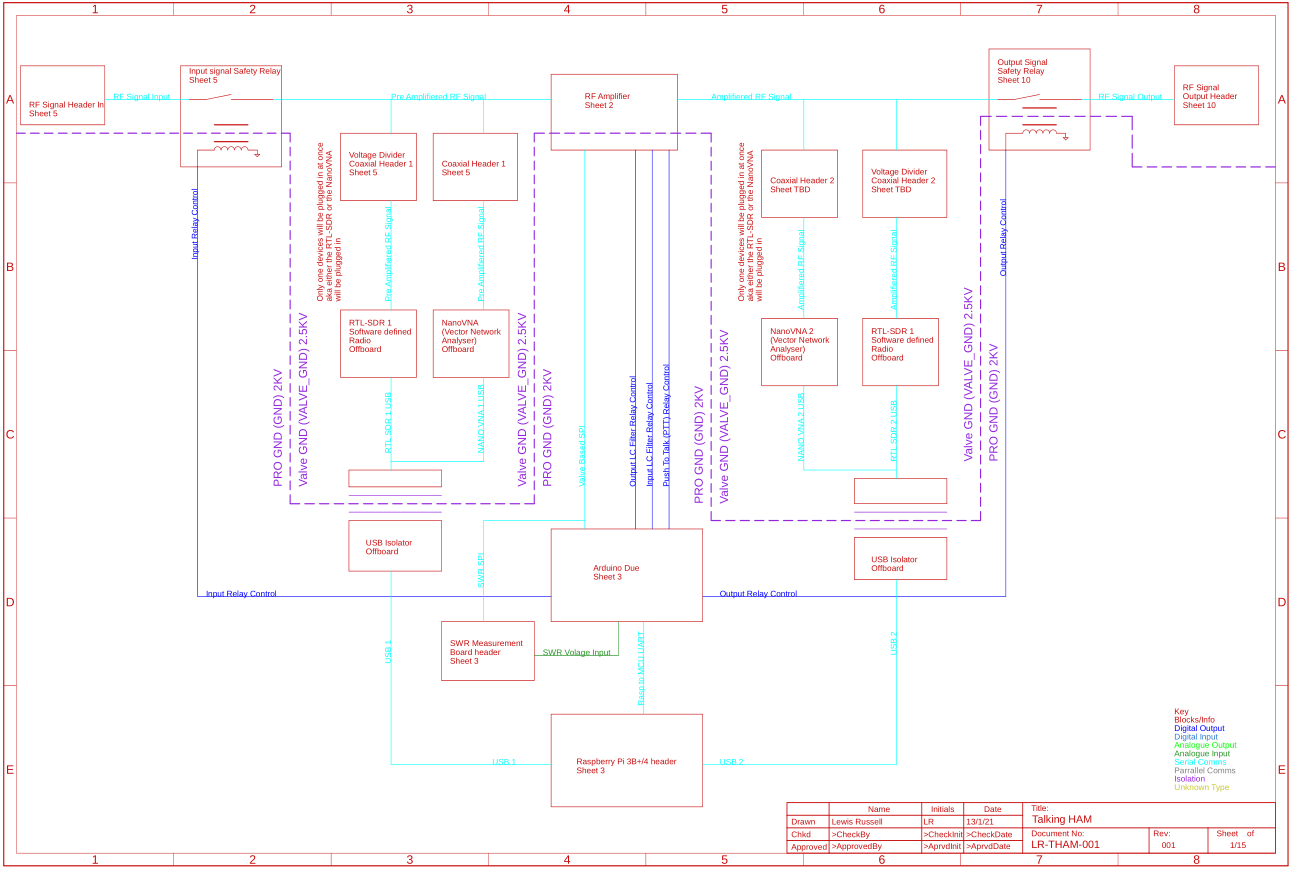 1 2 3 4 5 6 7 8
A
A
B
B
C
C
D
D
E
E
RF Signal Header In
Sheet 5
RF Signal Input
Input signal Safety Relay
Sheet 5
Pre Amplifiered RF Signal
RF Amplifier
Sheet 2
Amplifiered RF Signal
Output Signal
Safety Relay
Sheet 10
RF Signal Output
RF Signal
Output Header
Sheet 10
Input Relay Control
Only one devices will be plugged in at once
aka either the RTL-SDR or the NanoVNA
will be plugged in
Voltage Divider
Coaxial Header 1
Sheet 5
Coaxial Header 1
Sheet 5
Pre Amplifiered RF Signal
Pre Amplifiered RF Signal
Only one devices will be plugged in at once
aka either the RTL-SDR or the NanoVNA
will be plugged in
Coaxial Header 2
Sheet TBD
Voltage Divider
Coaxial Header 2
Sheet TBD
Amplifiered RF Signal
Amplifiered RF Signal
Output Relay Control
RTL-SDR 1
Software defined
Radio
Offboard
NanoVNA
(Vector Network
Analyser)
Offboard
NanoVNA 2
(Vector Network
Analyser)
Offboard
RTL-SDR 1
Software defined
Radio
Offboard
PRO GND (GND) 2KV
Valve GND (VALVE_GND) 2.5KV
RTL SDR 1 USB
NANO VNA 1 USB
Valve GND (VALVE_GND) 2.5KV
PRO GND (GND) 2KV
Valve Based SPI
Output LC Filter Relay Control
Input LC Filter Relay Control
Push To Talk (PTT) Relay Control
PRO GND (GND) 2KV
Valve GND (VALVE_GND) 2.5KV
NANO VNA 2 USB
RTL SDR 2 USB
Valve GND (VALVE_GND) 2.5KV
PRO GND (GND) 2KV
USB Isolator
Offboard
SWR SPI
Arduino Due
Sheet 3
USB Isolator
Offboard
Input Relay Control
Output Relay Control
USB 1
SWR Measurement
Board header
Sheet 3
SWR Volage Input
Rasp to MCU UART
USB 2
USB 1
Raspberry Pi 3B+/4 header
Sheet 3
USB 2
Key
Blocks/Info
Digital Output
Digital Input
Analogue Output
Analogue Input
Serial Comms
Parrallel Comms
Isolation
Unknown Type
Name Initials Date
Drawn Lewis Russell LR 13/1/21
Chkd >CheckBy >CheckInit >CheckDate
Approved >ApprovedBy >AprvdInit >AprvdDate
Title:
Talking HAM
Document No:
LR-THAM-001
Rev:
001
Sheet of
1/15
1 2 3 4 5 6 7 8